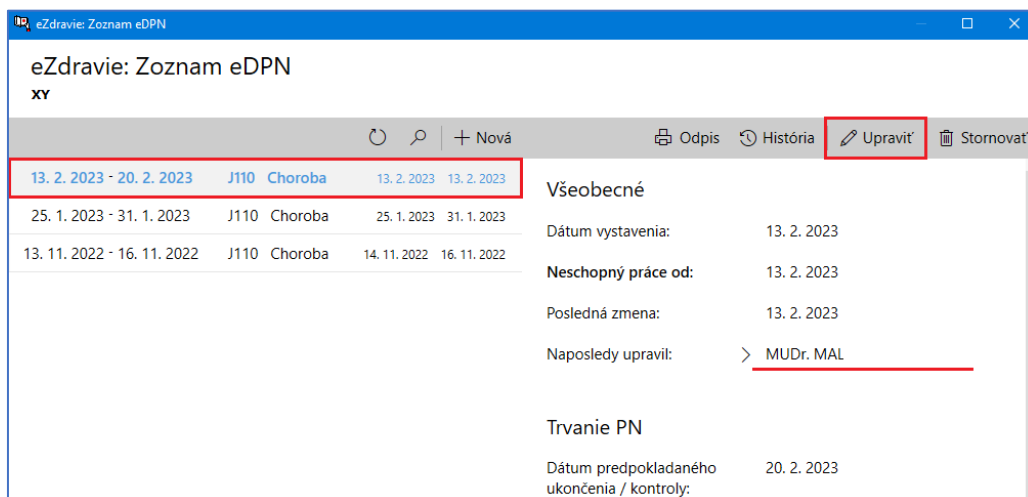 eZdravie: Zoznam eDPN
eZdravie: Zoznam eDPN
XY
+ Nová
Odpis
História
Upraviť
Stornovať
13. 2. 2023 - 20. 2. 2023 J110 Choroba 13. 2. 2023 13. 2. 2023
25. 1. 2023 - 31. 1. 2023 J110 Choroba 25. 1. 2023 31. 1. 2023
13. 11. 2022 - 16. 11. 2022 J110 Choroba 14. 11. 2022 16. 11. 2022
Všeobecné
Dátum vystavenia: 13. 2. 2023
Neschopný práce od: 13. 2. 2023
Posledná zmena: 13. 2. 2023
Naposledy upravil: MUDr. MAL
Trvanie PN
Dátum predpokladaného 20. 2. 2023
ukončenia / kontroly: